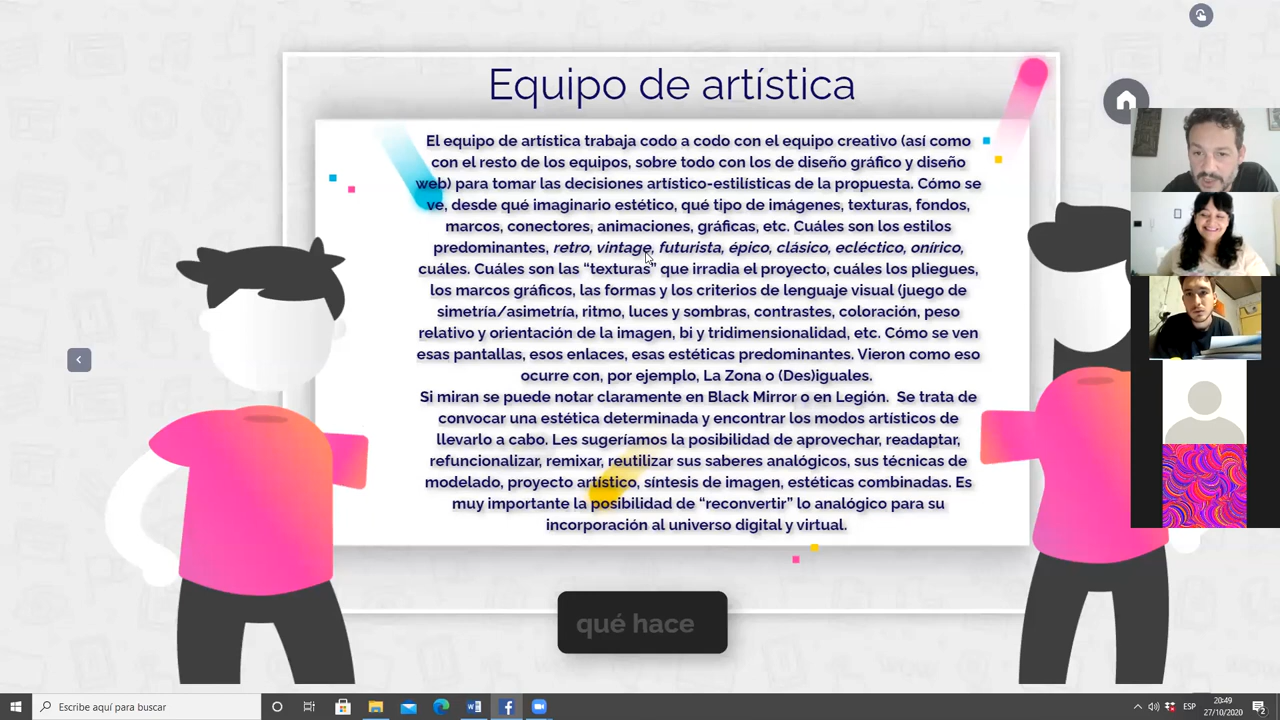 Equipo de artística
El equipo de artística trabaja codo a codo con el equipo creativo (así como
con el resto de los equipos, sobre todo con los de diseño gráfico y diseño
web) para tomar las decisiones artístico-estilísticas de la propuesta. Cómo se
ve, desde qué imaginario estético, qué tipo de imágenes, texturas, fondos,
marcos, conectores, animaciones, gráficas, etc. Cuáles son los estilos
predominantes, retro, vintage, futurista, épico, clásico, ecléctico, onírico,
cuáles. Cuáles son las “texturas” que irradia el proyecto, cuáles los pliegues,
los marcos gráficos, las formas y los criterios de lenguaje visual (juego de
simetría/asimetría, ritmo, luces y sombras, contrastes, coloración, peso
relativo y orientación de la imagen, bi y tridimensionalidad, etc. Cómo se ven
esas pantallas, esos enlaces, esas estéticas predominantes. Vieron como eso
ocurre con, por ejemplo, La Zona o (Des)iguales.
Si miran se puede notar claramente en Black Mirror o en Legión. Se trata de
convocar una estética determinada y encontrar los modos artísticos de
llevarlo a cabo. Les sugeríamos la posibilidad de aprovechar, readaptar,
refuncionalizar, remixar, reutilizar sus saberes analógicos, sus técnicas de
modelado, proyecto artístico, síntesis de imagen, estéticas combinadas. Es
muy importante la posibilidad de “reconvertir” lo analógico para su
incorporación al universo digital y virtual.
qué hace
Escribe aquí para buscar
ESP
20:49
27/10/2020
2